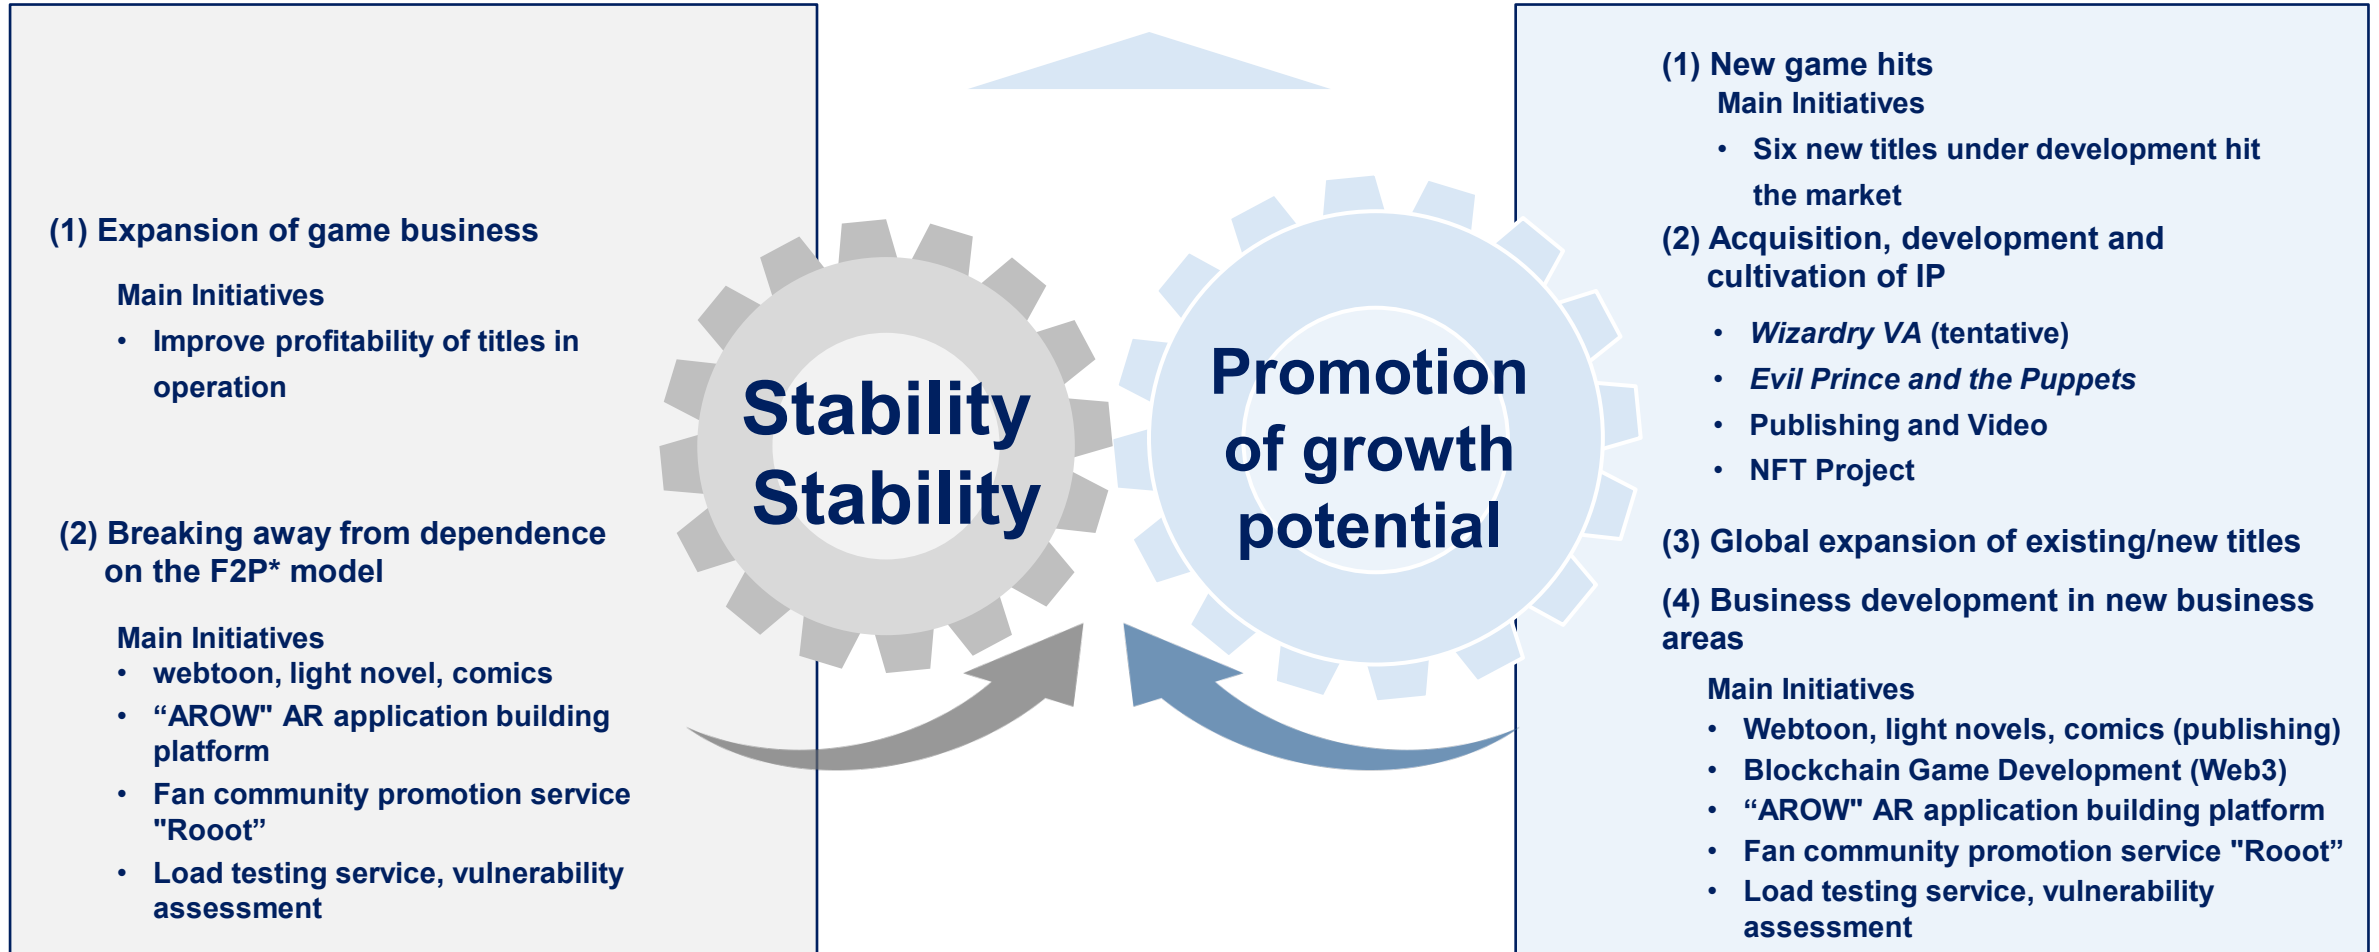 (1) Expansion of game business
Main Initiatives
• Improve profitability of titles in
operation
(2) Breaking away from dependence
on the F2P* model
Main Initiatives
• webtoon, light novel, comics
• “AROW" AR application building
platform
• Fan community promotion service
"Rooot”
• Load testing service, vulnerability
assessment
Stability
Stability
Promotion
of growth
potential
(1) New game hits
Main Initiatives
• Six new titles under development hit
the market
(2) Acquisition, development and
cultivation of IP
• Wizardry VA (tentative)
• Evil Prince and the Puppets
• Publishing and Video
• NFT Project
(3) Global expansion of existing/new titles
(4) Business development in new business
areas
Main Initiatives
• Webtoon, light novels, comics (publishing)
• Blockchain Game Development (Web3)
• “AROW" AR application building platform
• Fan community promotion service "Rooot”
• Load testing service, vulnerability
assessment